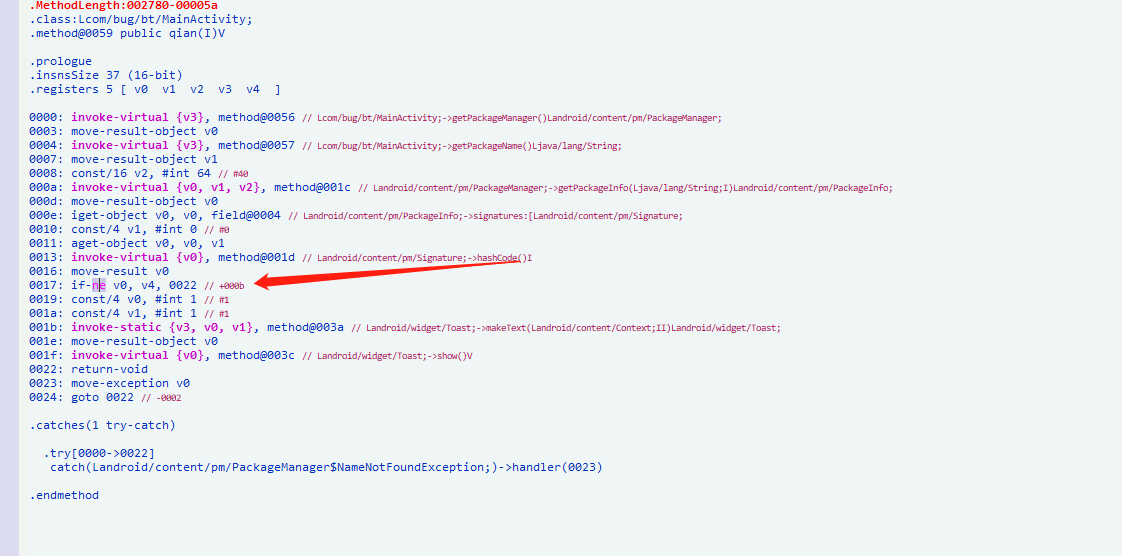 .MethodLength:002780-00005a
.class:Lcom/bug/bt/MainActivity;
.method@0059 public qian(I)V
.prologue
.insnsSize 37 (16-bit)
.registers 5 [ v0 v1 v2 v3 v4 ]
0000: invoke-virtual {v3}, method@0056 // Lcom/bug/bt/MainActivity;->getPackageManager()Landroid/content/pm/PackageManager;
0003: move-result-object v0
0004: invoke-virtual {v3}, method@0057 // Lcom/bug/bt/MainActivity;->getPackageName()Ljava/lang/String;
0007: move-result-object v1
0008: const/16 v2, #int 64 // #40
000a: invoke-virtual {v0, v1, v2}, method@001c // Landroid/content/pm/PackageManager;->getPackageInfo(Ljava/lang/String;I)Landroid/content/pm/PackageInfo;
000d: move-result-object v0
000e: iget-object v0, v0, field@0004 // Landroid/content/pm/PackageInfo;->signatures:[Landroid/content/pm/Signature;
0010: const/4 v1, #int 0 // #0
0011: aget-object v0, v0, v1
0013: invoke-virtual {v0}, method@001d // Landroid/content/pm/Signature;->hashCode()I
0016: move-result v0
0017: if-ne v0, v4, 0022 // +000b
0019: const/4 v0, #int 1 // #1
001a: const/4 v1, #int 1 // #1
001b: invoke-static {v3, v0, v1}, method@003a // Landroid/widget/Toast;->makeText(Landroid/content/Context;II)Landroid/widget/Toast;
001e: move-result-object v0
001f: invoke-virtual {v0}, method@003c // Landroid/widget/Toast;->show()V
0022: return-void
0023: move-exception v0
0024: goto 0022 // -0002
.catches(1 try-catch)
.try[0000->0022]
catch(Landroid/content/pm/PackageManager$NameNotFoundException;)->handler(0023)
.endmethod